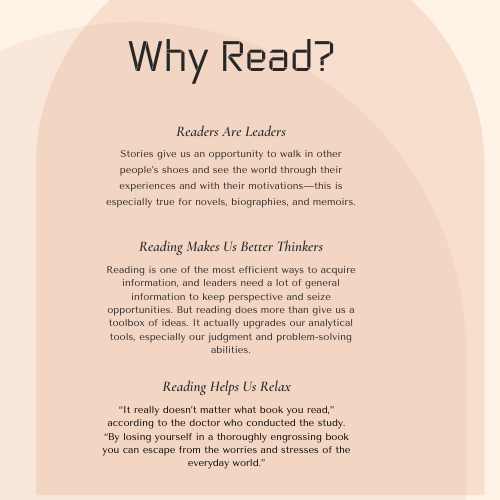 Why Read?
Readers Are Leaders
Stories give us an opportunity to walk in other
people's shoes and see the world through their
experiences and with their motivations—this is
especially true for novels, biographies, and memoirs.
Reading Makes Us Better Thinkers
Reading is one of the most efficient ways to acquire
information, and leaders need a lot of general
information to keep perspective and seize
opportunities. But reading does more than give us a
toolbox of ideas. It actually upgrades our analytical
tools, especially our judgment and problem-solving
abilities.
Reading Helps Us Relax
“It really doesn't matter what book you read,”
according to the doctor who conducted the study.
“By losing yourself in a thoroughly engrossing book
you can escape from the worries and stresses of the
everyday world.”